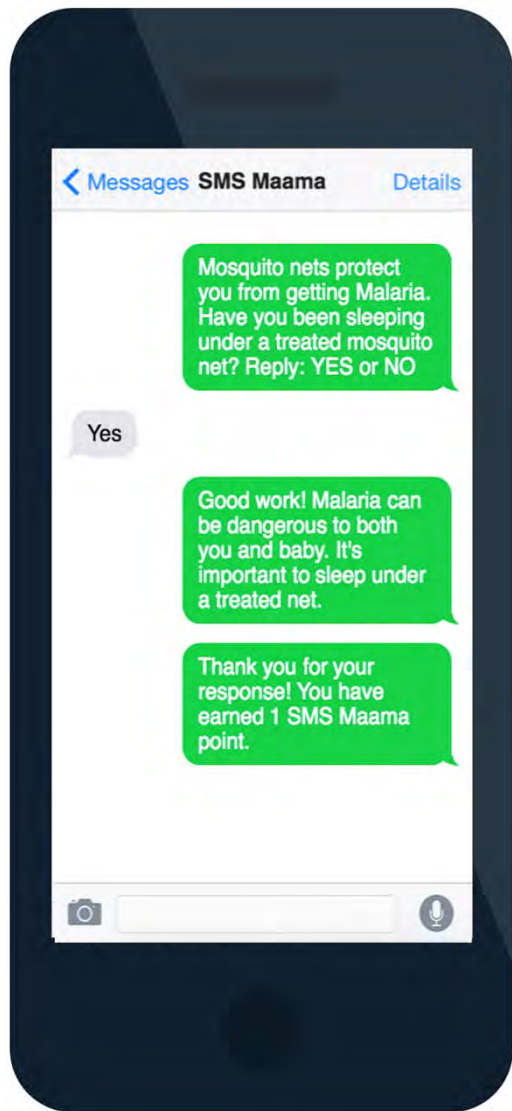 Messages SMS Maama Details
Mosquito nets protect
you from getting Malaria.
Have you been sleeping
under a treated mosquito
net? Reply: YES or NO
Yes
Good work! Malaria can
be dangerous to both
you and baby. It's
important to sleep under
a treated net.
Thank you for your
response! You have
earned 1 SMS Maama
point.